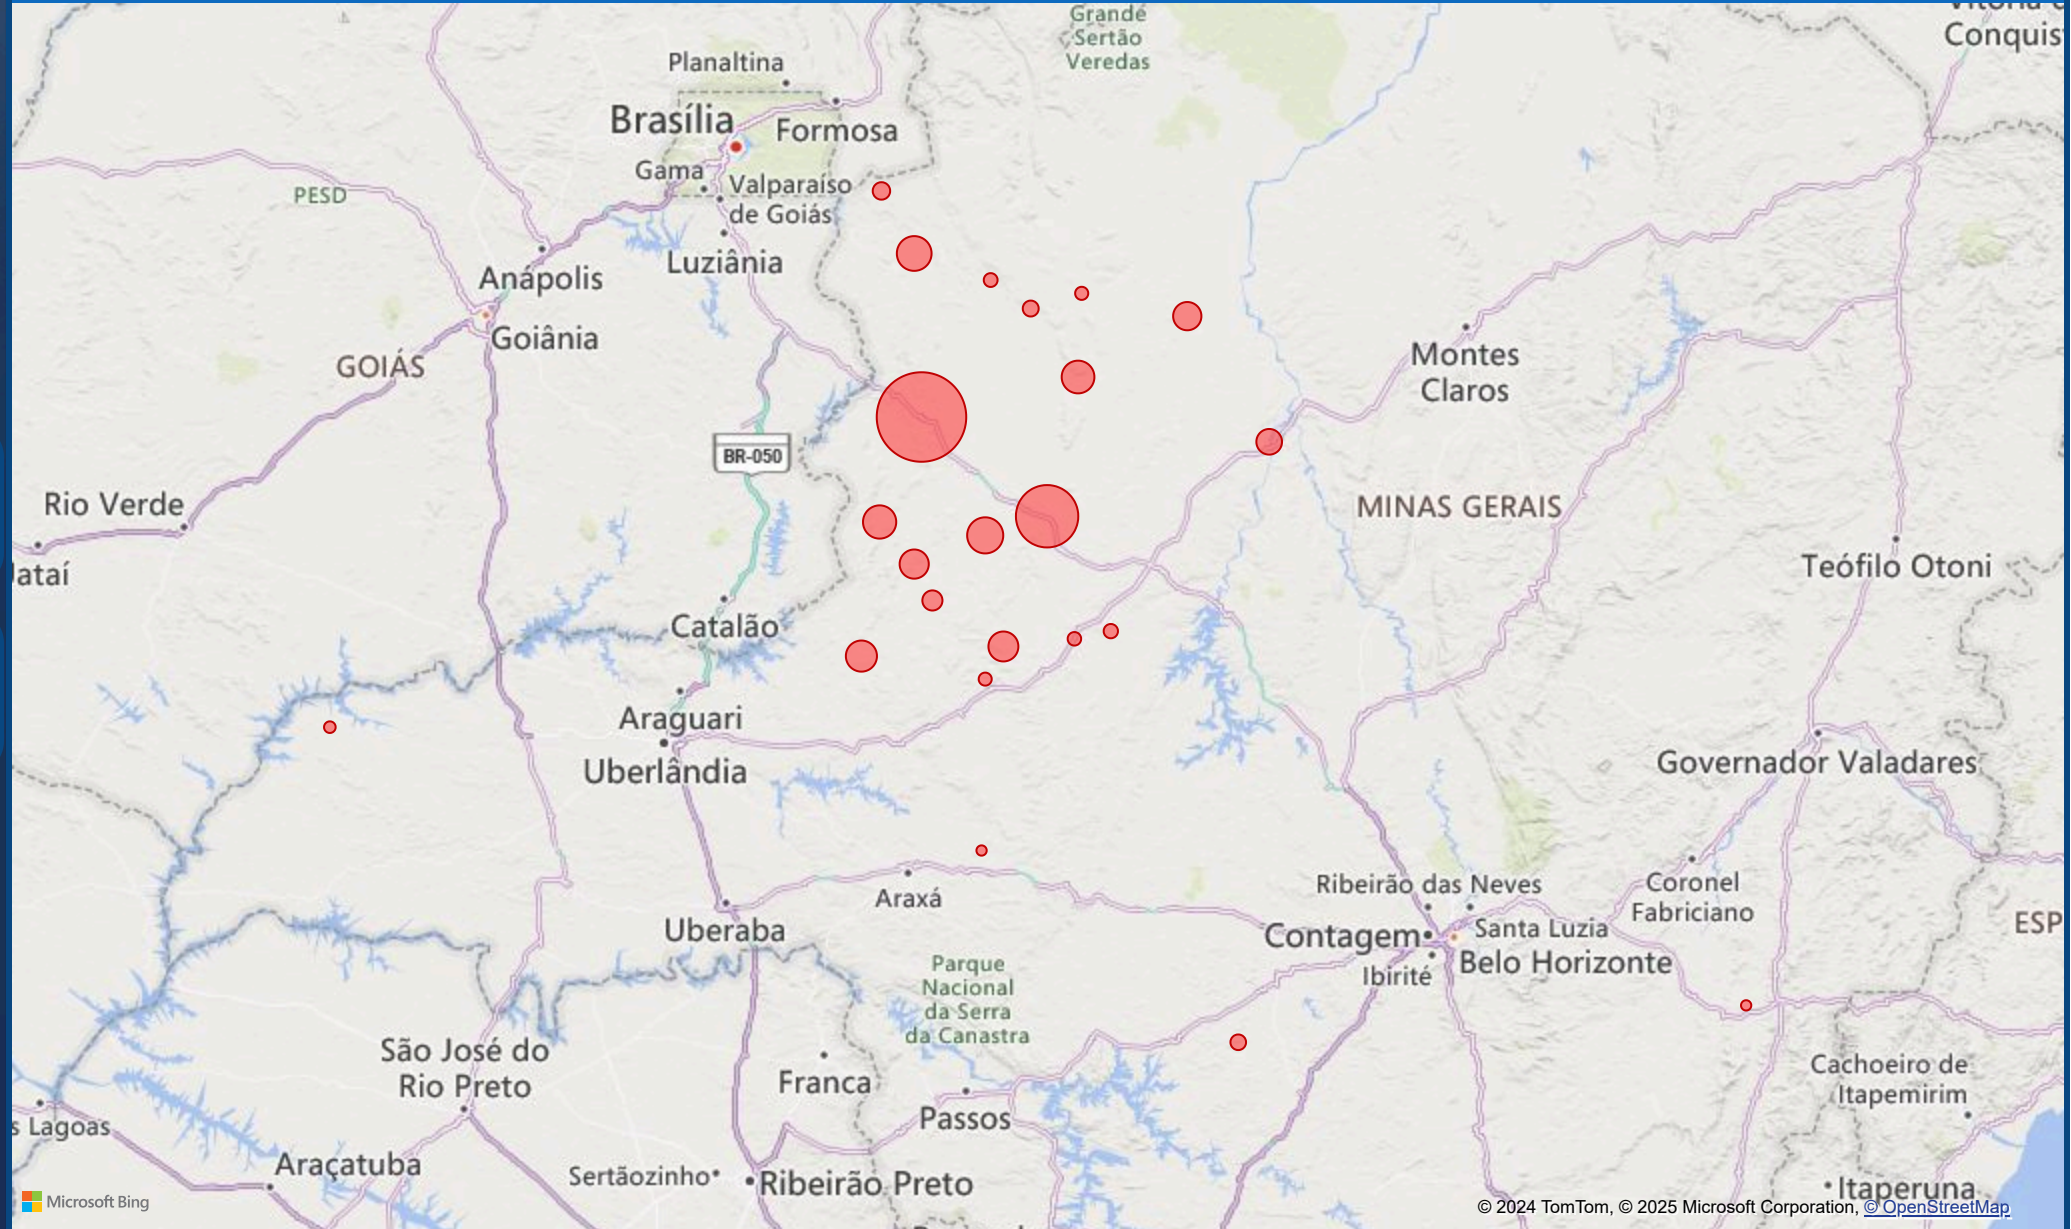 Grande
Sertão
Veredas
Conquis
Planaltina
Brasília
Formosa
Gama
Valparaíso
de Goiás
PESD
Luziânia
Anápolis
Goiânia
GOIÁS
Montes
Claros
BR-050
Rio Verde
MINAS GERAIS
Jataí
Teófilo Otoni
Catalão
Araguari
Uberlândia
Governador Valadares
Ribeirão das Neves
Coronel
Fabriciano
Araxá
Uberaba
Contagem
Santa Luzia
ESP
Ibirité
Belo Horizonte
Parque
Nacional
da Serra
da Canastra
São José do
Rio Preto
Franca
Cachoeiro de
Itapemirim
s Lagoas
Passos
Araçatuba
Sertãozinho
Ribeirão Preto
Itaperuna
Microsoft Bing
© 2024 TomTom, © 2025 Microsoft Corporation, © OpenStreetMap